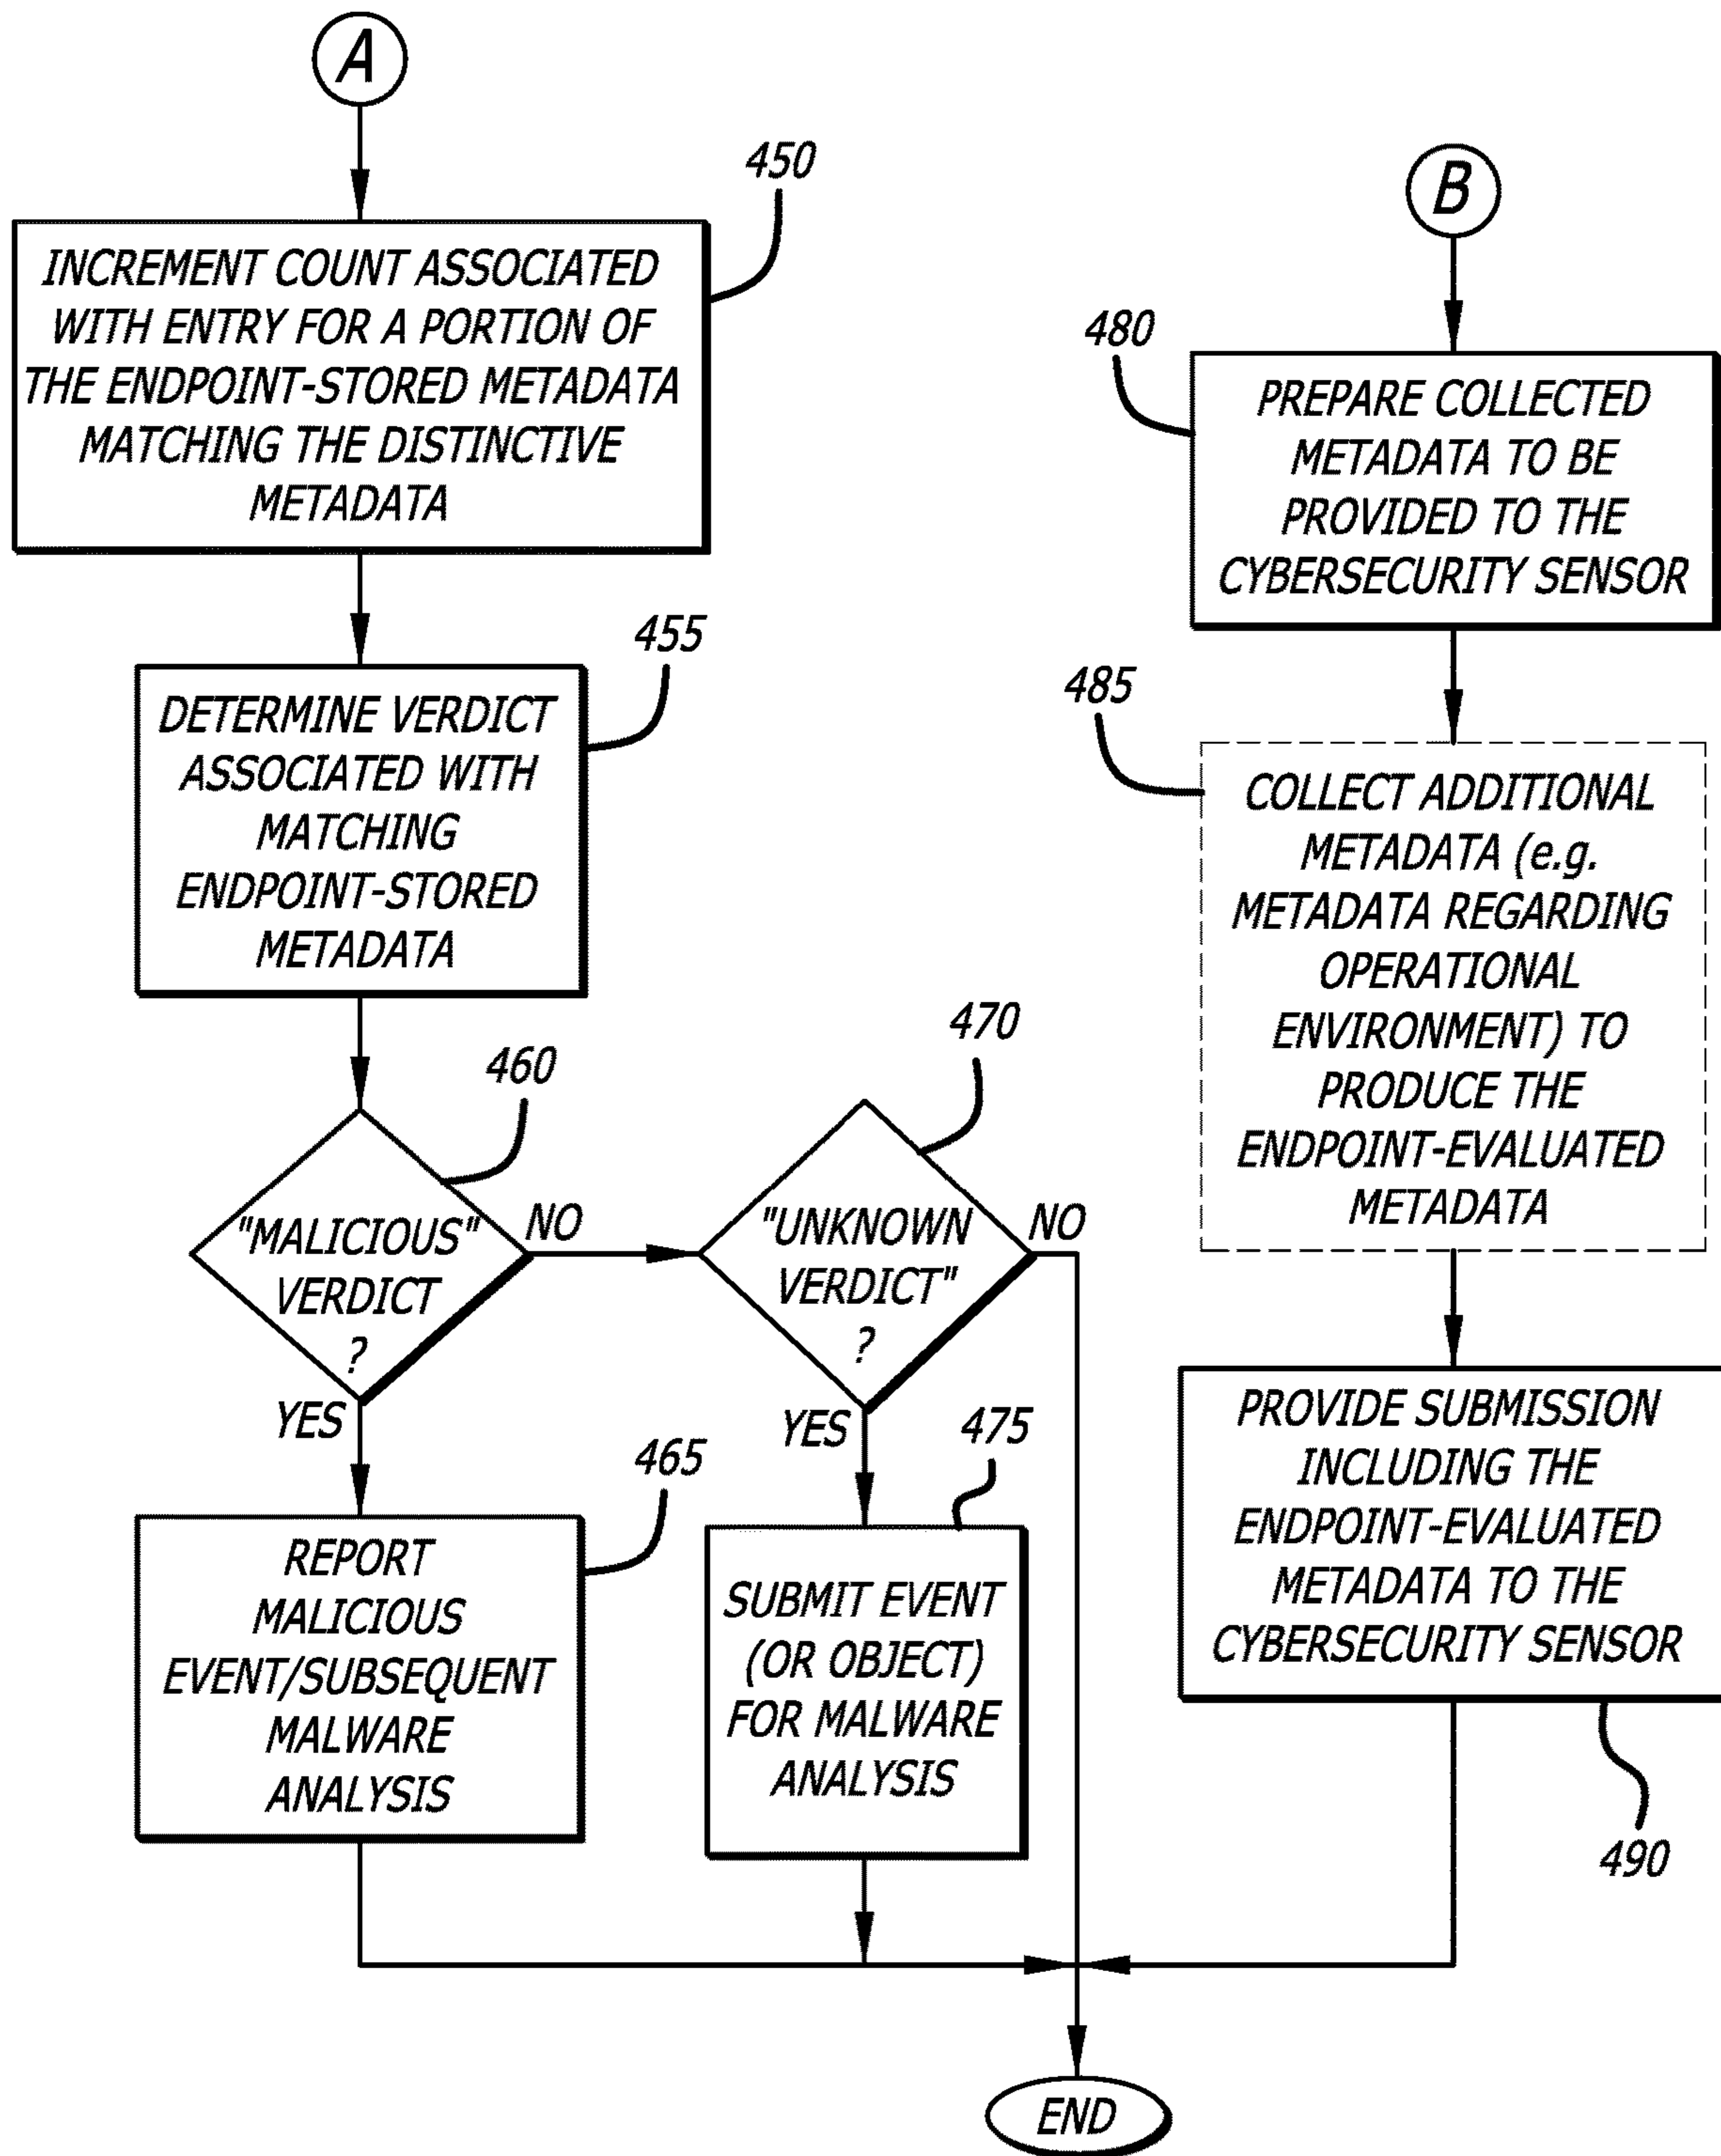 A
450
INCREMENT COUNT ASSOCIATED
WITH ENTRY FOR A PORTION OF
THE ENDPOINT-STORED METADATA
MATCHING THE DISTINCTIVE
METADATA
455
DETERMINE VERDICT
ASSOCIATED WITH
MATCHING
ENDPOINT-STORED
METADATA
460
"MALICIOUS"
VERDICT
?
NO
YES
465
REPORT
MALICIOUS
EVENT/SUBSEQUENT
MALWARE
ANALYSIS
470
"UNKNOWN
VERDICT"
?
NO
YES
475
SUBMIT EVENT
(OR OBJECT)
FOR MALWARE
ANALYSIS
B
480
PREPARE COLLECTED
METADATA TO BE
PROVIDED TO THE
CYBERSECURITY SENSOR
485
COLLECT ADDITIONAL
METADATA (e.g.
METADATA REGARDING
OPERATIONAL
ENVIRONMENT) TO
PRODUCE THE
ENDPOINT-EVALUATED
METADATA
PROVIDE SUBMISSION
INCLUDING THE
ENDPOINT-EVALUATED
METADATA TO THE
CYBERSECURITY SENSOR
490
END